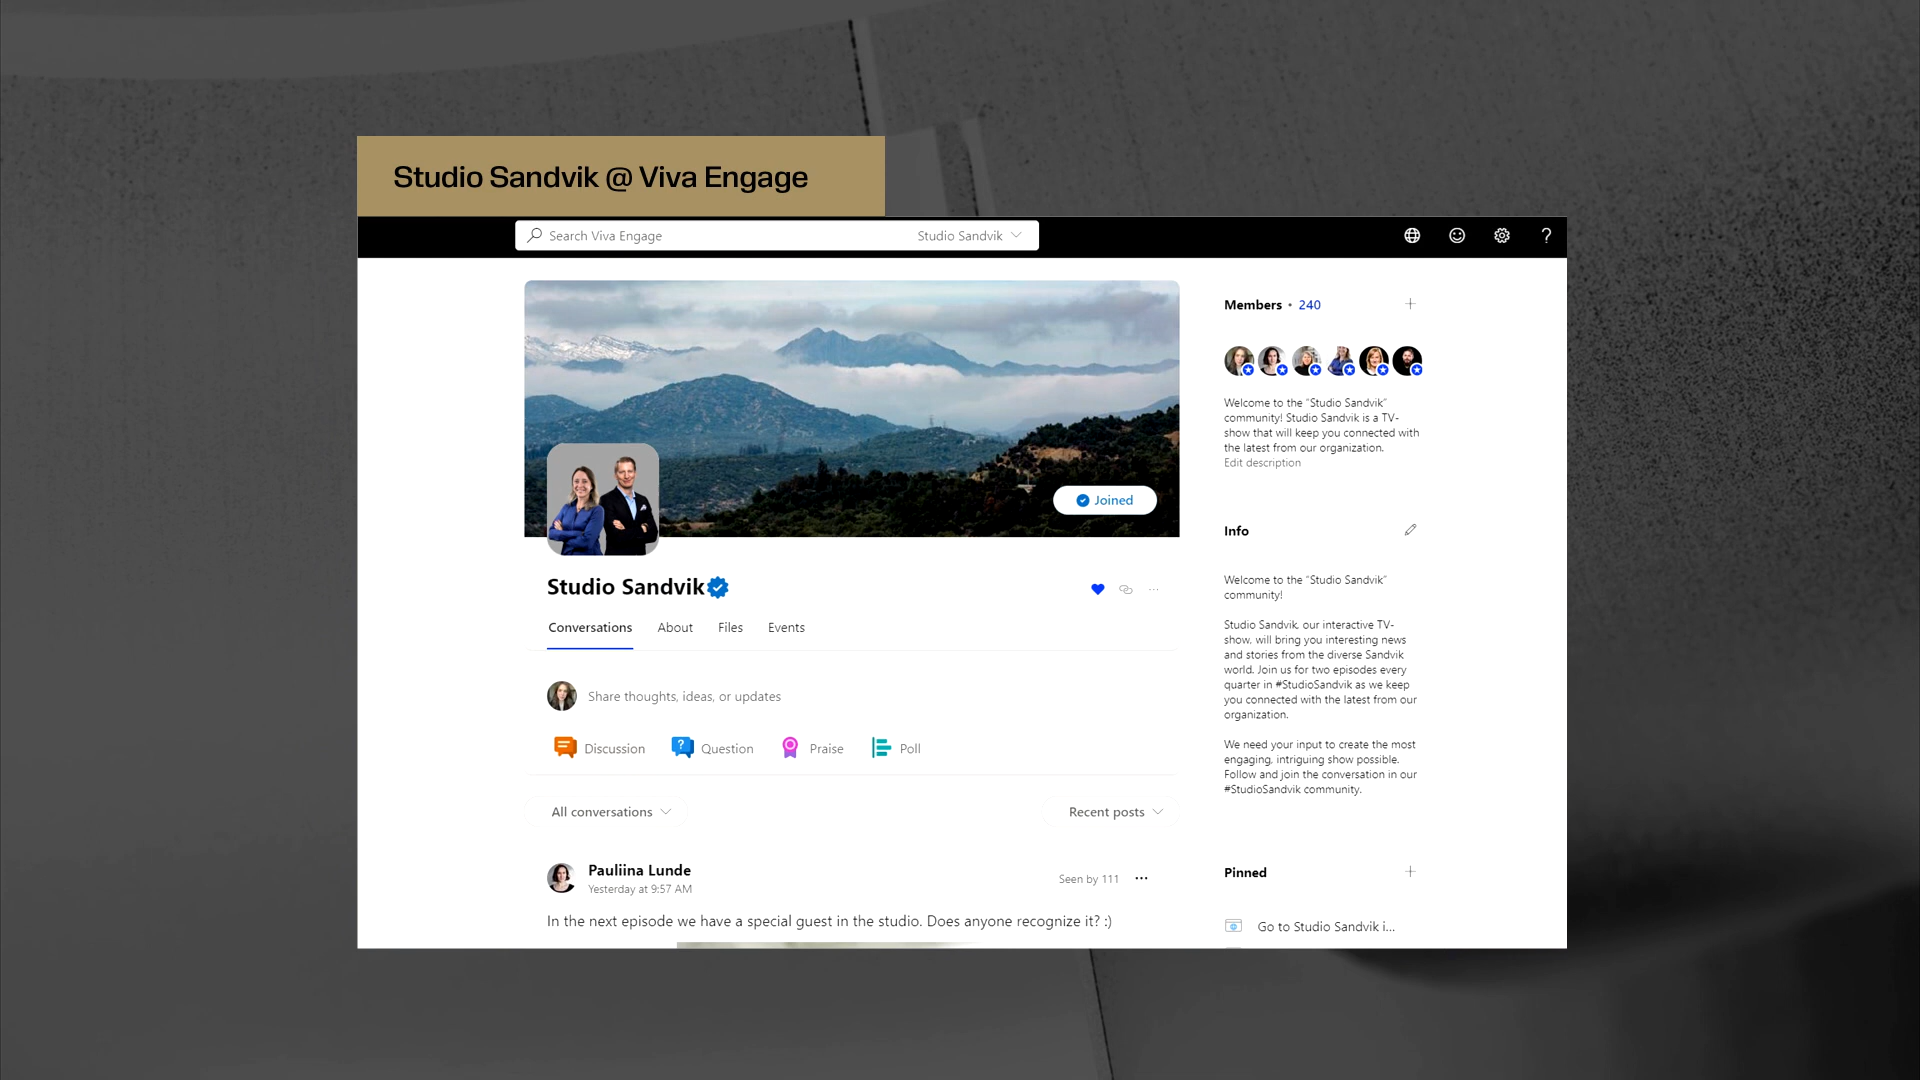 Studio Sandvik @ Viva Engage
Search Viva Engage
Studio Sandvik
?
Members • 240
Welcome to the “Studio Sandvik”
community! Studio Sandvik is a TV-
show that will keep you connected with
the latest from our organization.
Edit description
Joined
Info
Welcome to the “Studio Sandvik”
community!
Studio Sandvik, our interactive TV-
show, will bring you interesting news
and stories from the diverse Sandvik
world. Join us for two episodes every
quarter in #StudioSandvik as we keep
you connected with the latest from our
organization.
We need your input to create the most
engaging, intriguing show possible.
Follow and join the conversation in our
#StudioSandvik community.
Studio Sandvik
Conversations About Files Events
Share thoughts, ideas, or updates
Discussion Question Praise Poll
All conversations Recent posts
Pauliina Lunde
Yesterday at 9:57 AM
Seen by 111
In the next episode we have a special guest in the studio. Does anyone recognize it? :)
Pinned
Go to Studio Sandvik i...